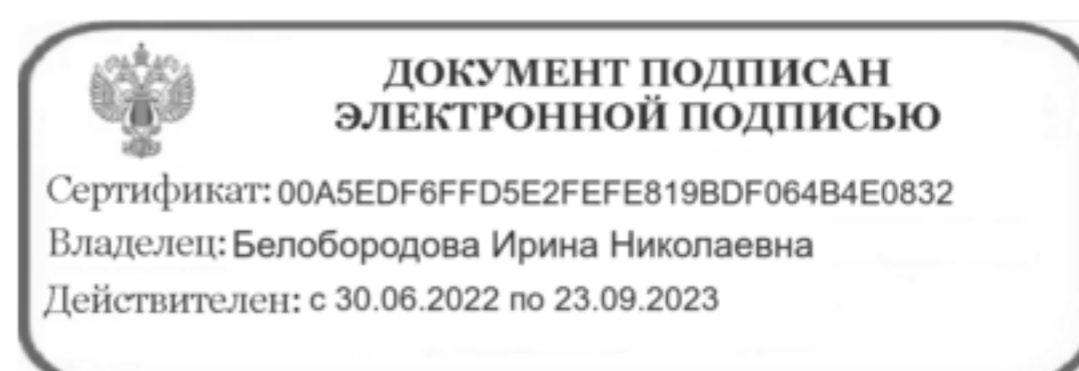 ДОКУМЕНТ ПОДПИСАН
ЭЛЕКТРОННОЙ ПОДПИСЬЮ
Сертификат: 00A5EDF6FFD5E2FEFE819BDF064B4E0832
Владелец: Белобородова Ирина Николаевна
Действителен: с 30.06.2022 по 23.09.2023